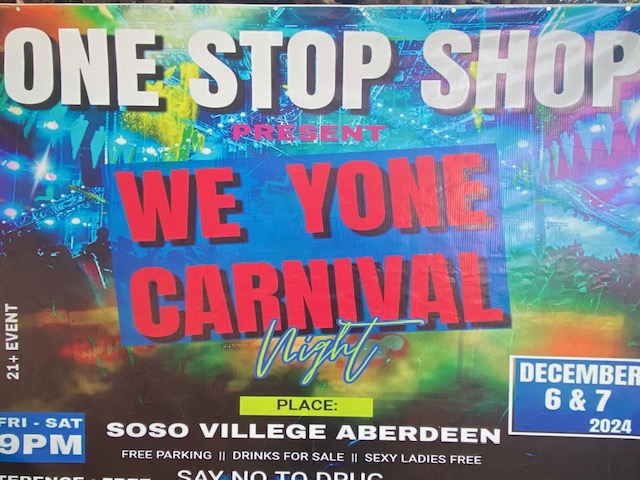 ONE STOP SHOP
PRESENT
WE YONE
CARNIVAL
Night
21+ EVENT
PLACE:
SOSO VILLEGE ABERDEEN
FREE PARKING || DRINKS FOR SALE || SEXY LADIES FREE
SAY NO TO DRUG
FRI - SAT
9PM
DECEMBER
6 & 7
2024